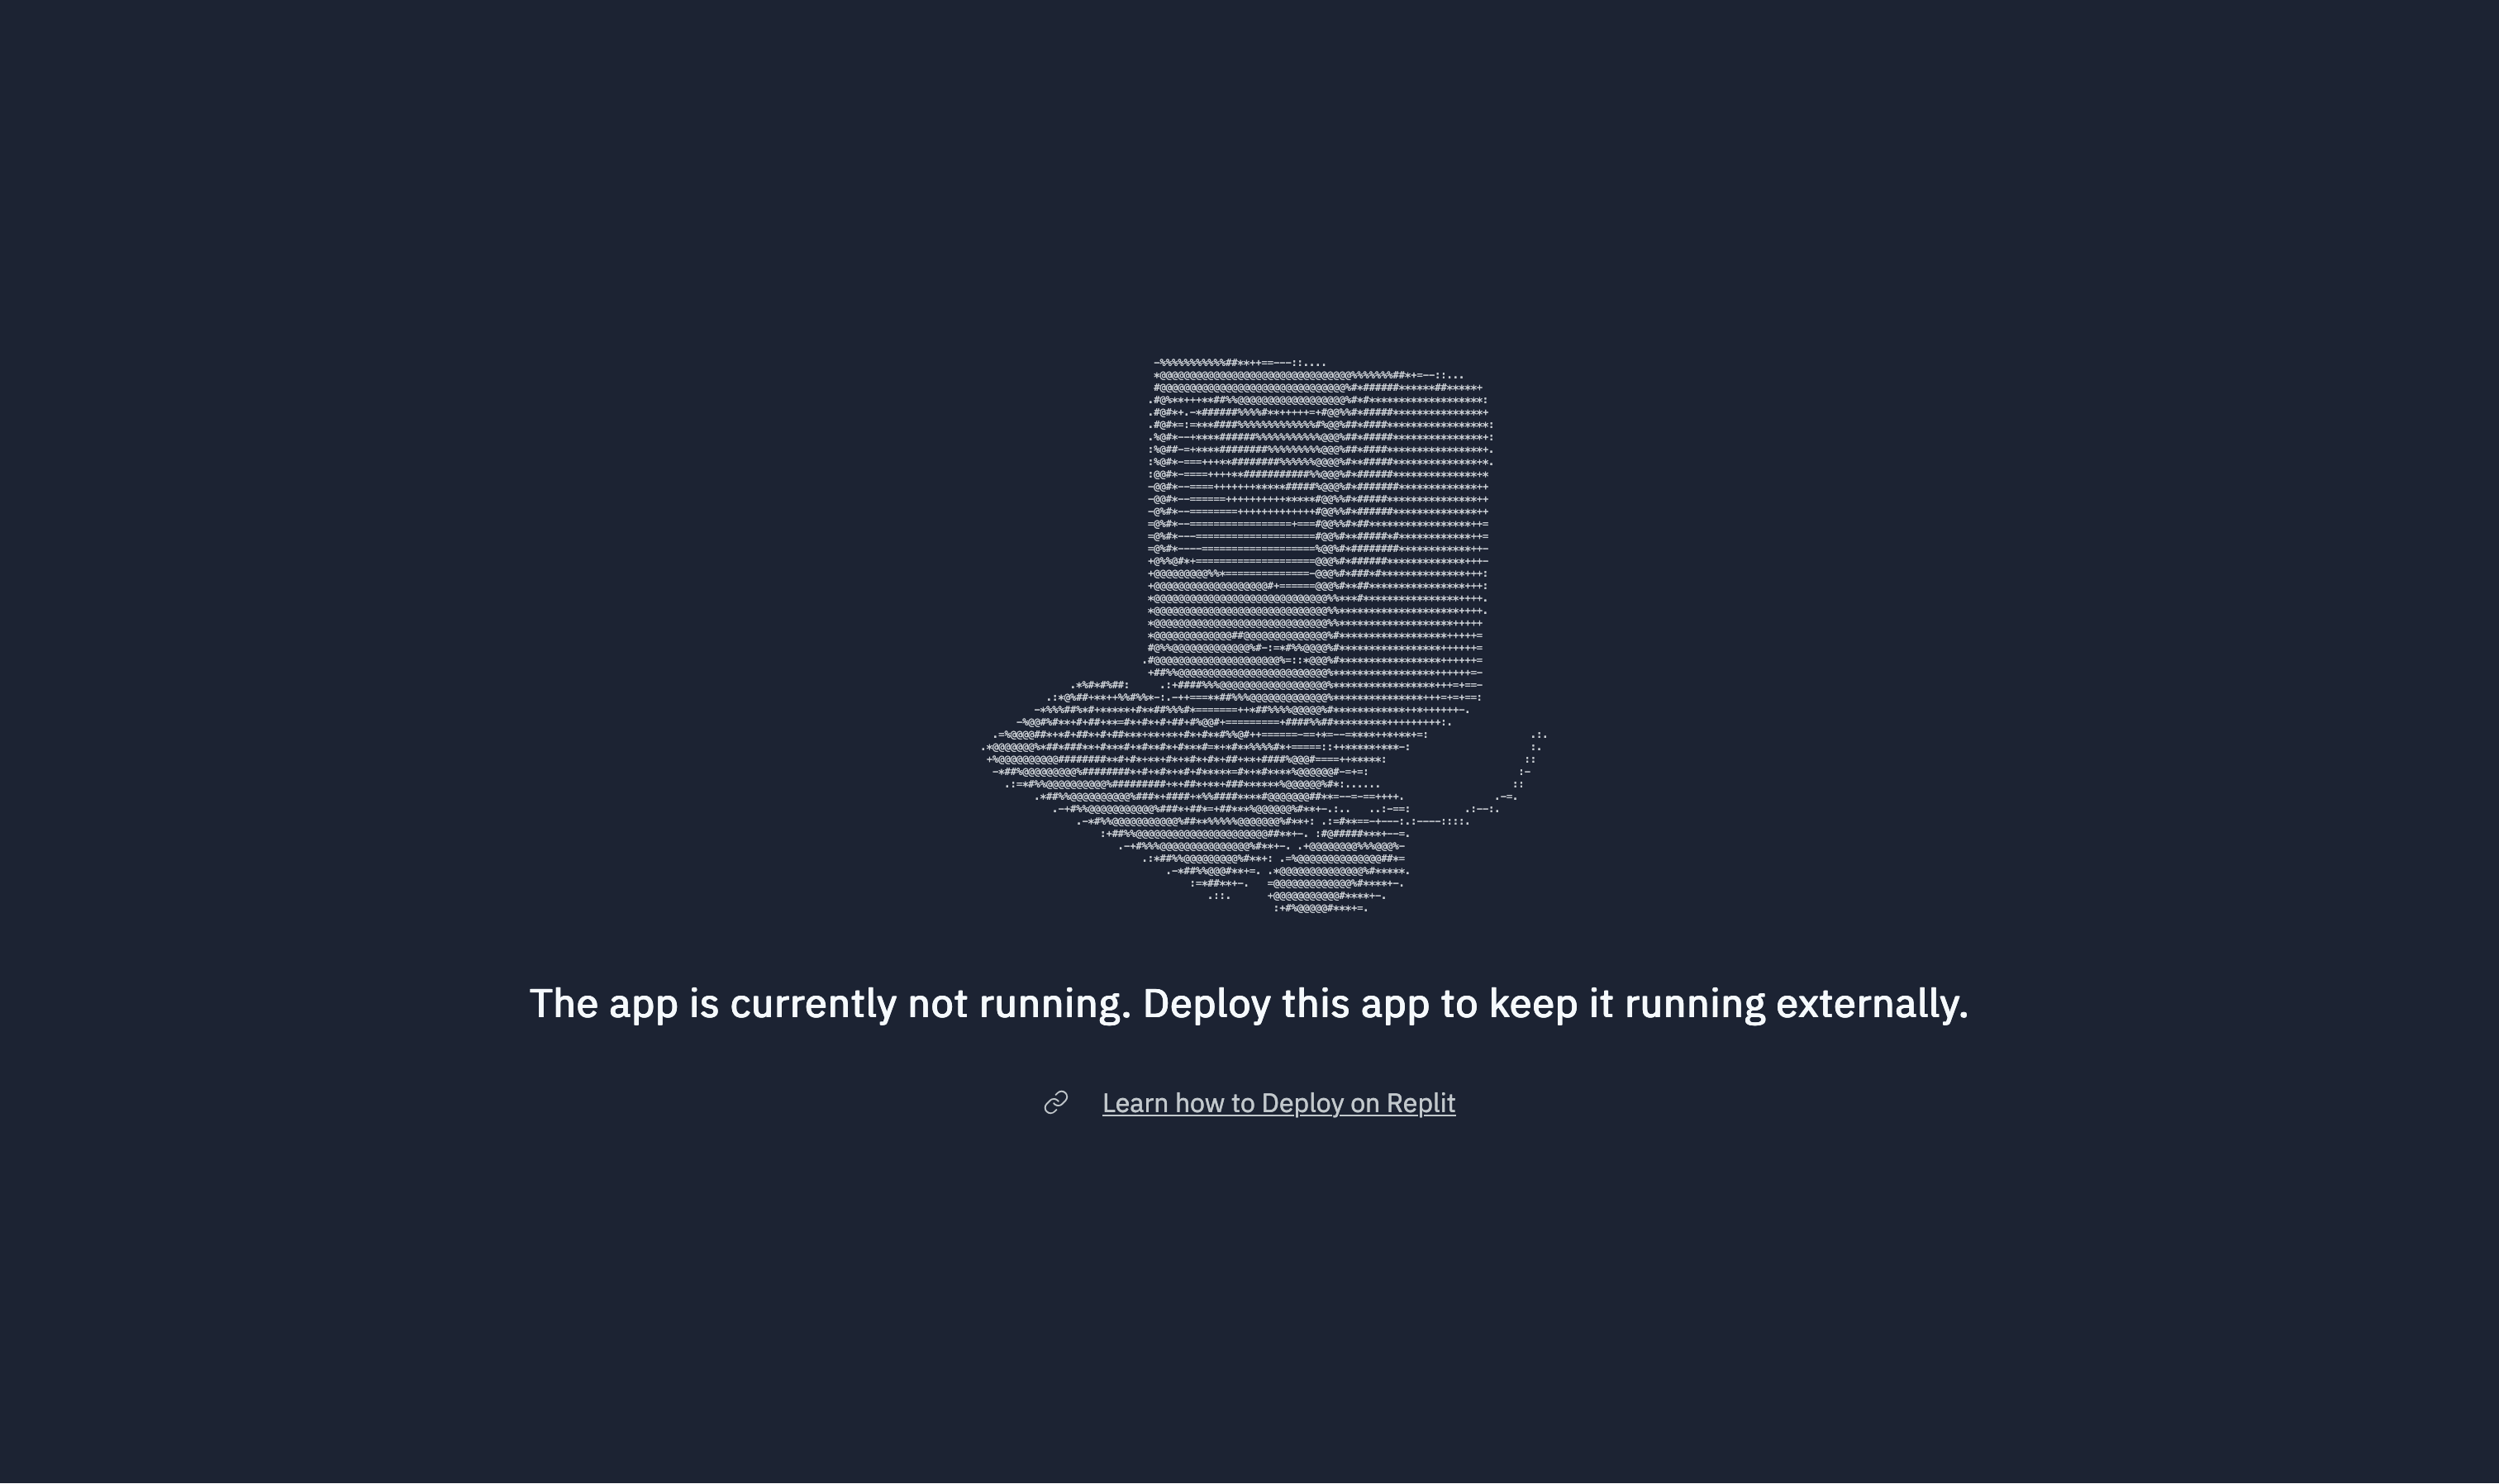 The app is currently not running. Deploy this app to keep it running externally.
Learn how to Deploy on Replit